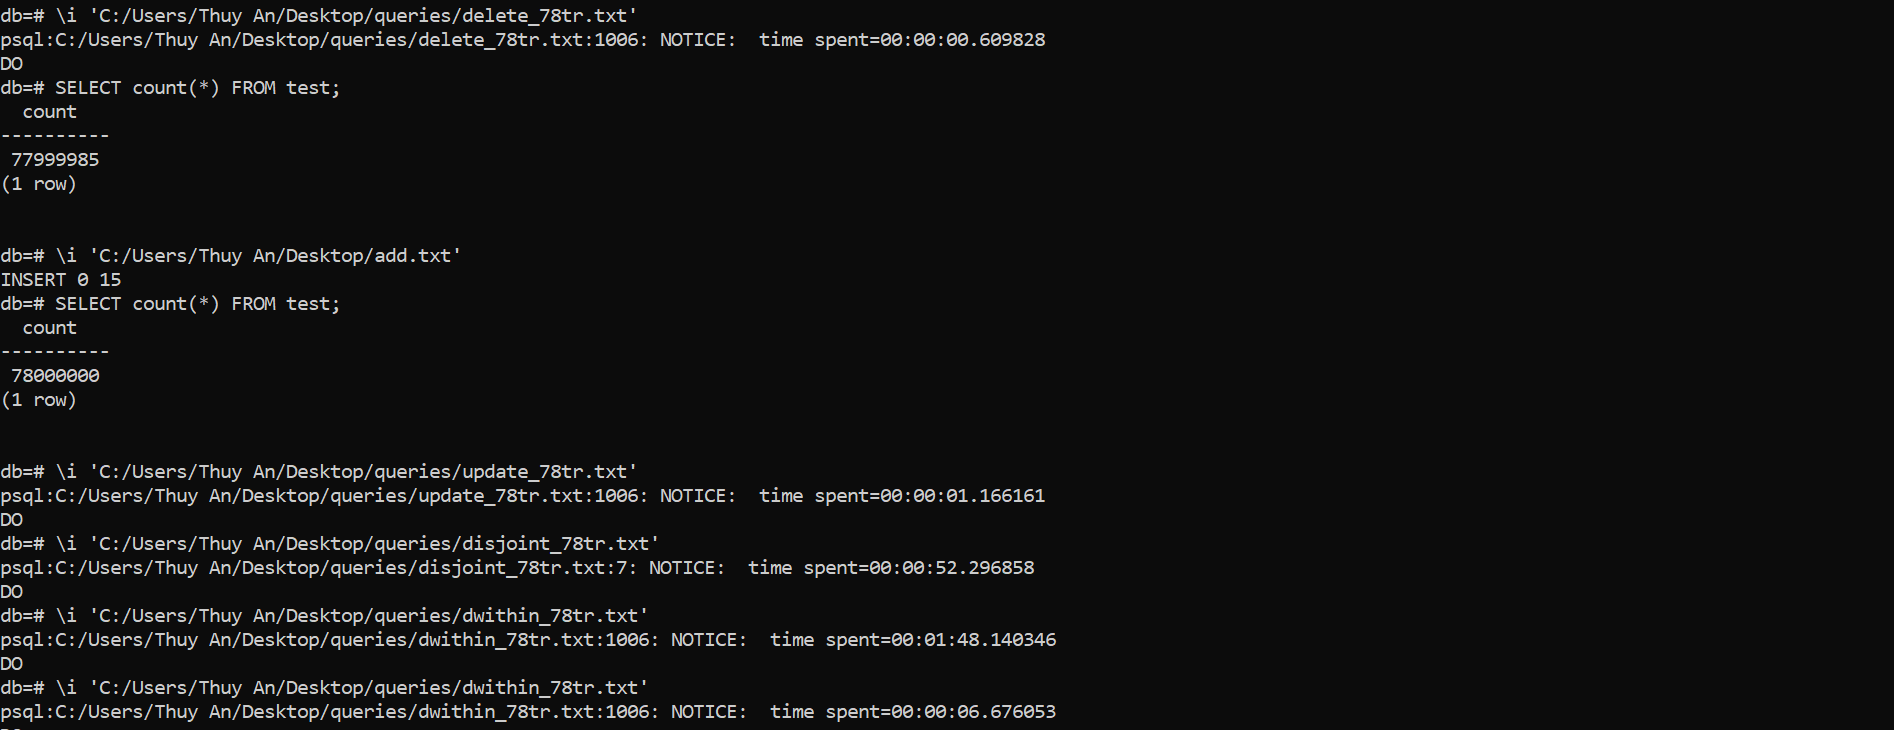 db=# \i 'C:/Users/Thuy An/Desktop/queries/delete_78tr.txt'
psql:C:/Users/Thuy An/Desktop/queries/delete_78tr.txt:1006: NOTICE:  time spent=00:00:00.609828
DO
db=# SELECT count(*) FROM test;
  count
----------
 77999985
(1 row)


db=# \i 'C:/Users/Thuy An/Desktop/add.txt'
INSERT 0 15
db=# SELECT count(*) FROM test;
  count
----------
 78000000
(1 row)


db=# \i 'C:/Users/Thuy An/Desktop/queries/update_78tr.txt'
psql:C:/Users/Thuy An/Desktop/queries/update_78tr.txt:1006: NOTICE:  time spent=00:00:01.166161
DO
db=# \i 'C:/Users/Thuy An/Desktop/queries/disjoint_78tr.txt'
psql:C:/Users/Thuy An/Desktop/queries/disjoint_78tr.txt:7: NOTICE:  time spent=00:00:52.296858
DO
db=# \i 'C:/Users/Thuy An/Desktop/queries/dwithin_78tr.txt'
psql:C:/Users/Thuy An/Desktop/queries/dwithin_78tr.txt:1006: NOTICE:  time spent=00:01:48.140346
DO
db=# \i 'C:/Users/Thuy An/Desktop/queries/dwithin_78tr.txt'
psql:C:/Users/Thuy An/Desktop/queries/dwithin_78tr.txt:1006: NOTICE:  time spent=00:00:06.676053